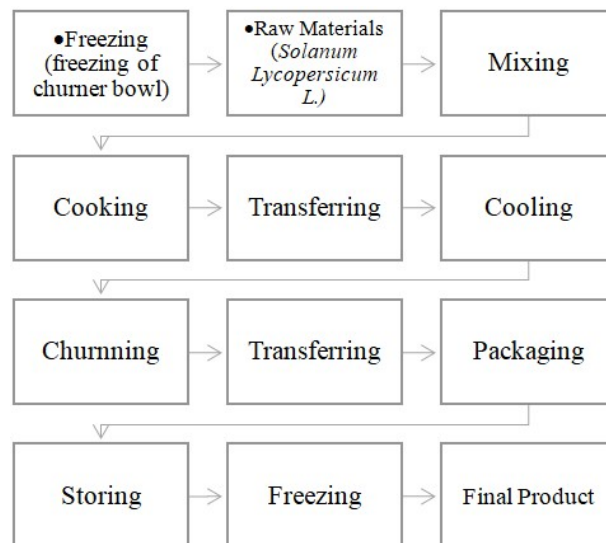 •Freezing
(freezing of
churner bowl)
•Raw Materials
(Solanum
Lycopersicum
L.)
Mixing
Cooking
Transferring
Cooling
Churnning
Transferring
Packaging
Storing
Freezing
Final Product